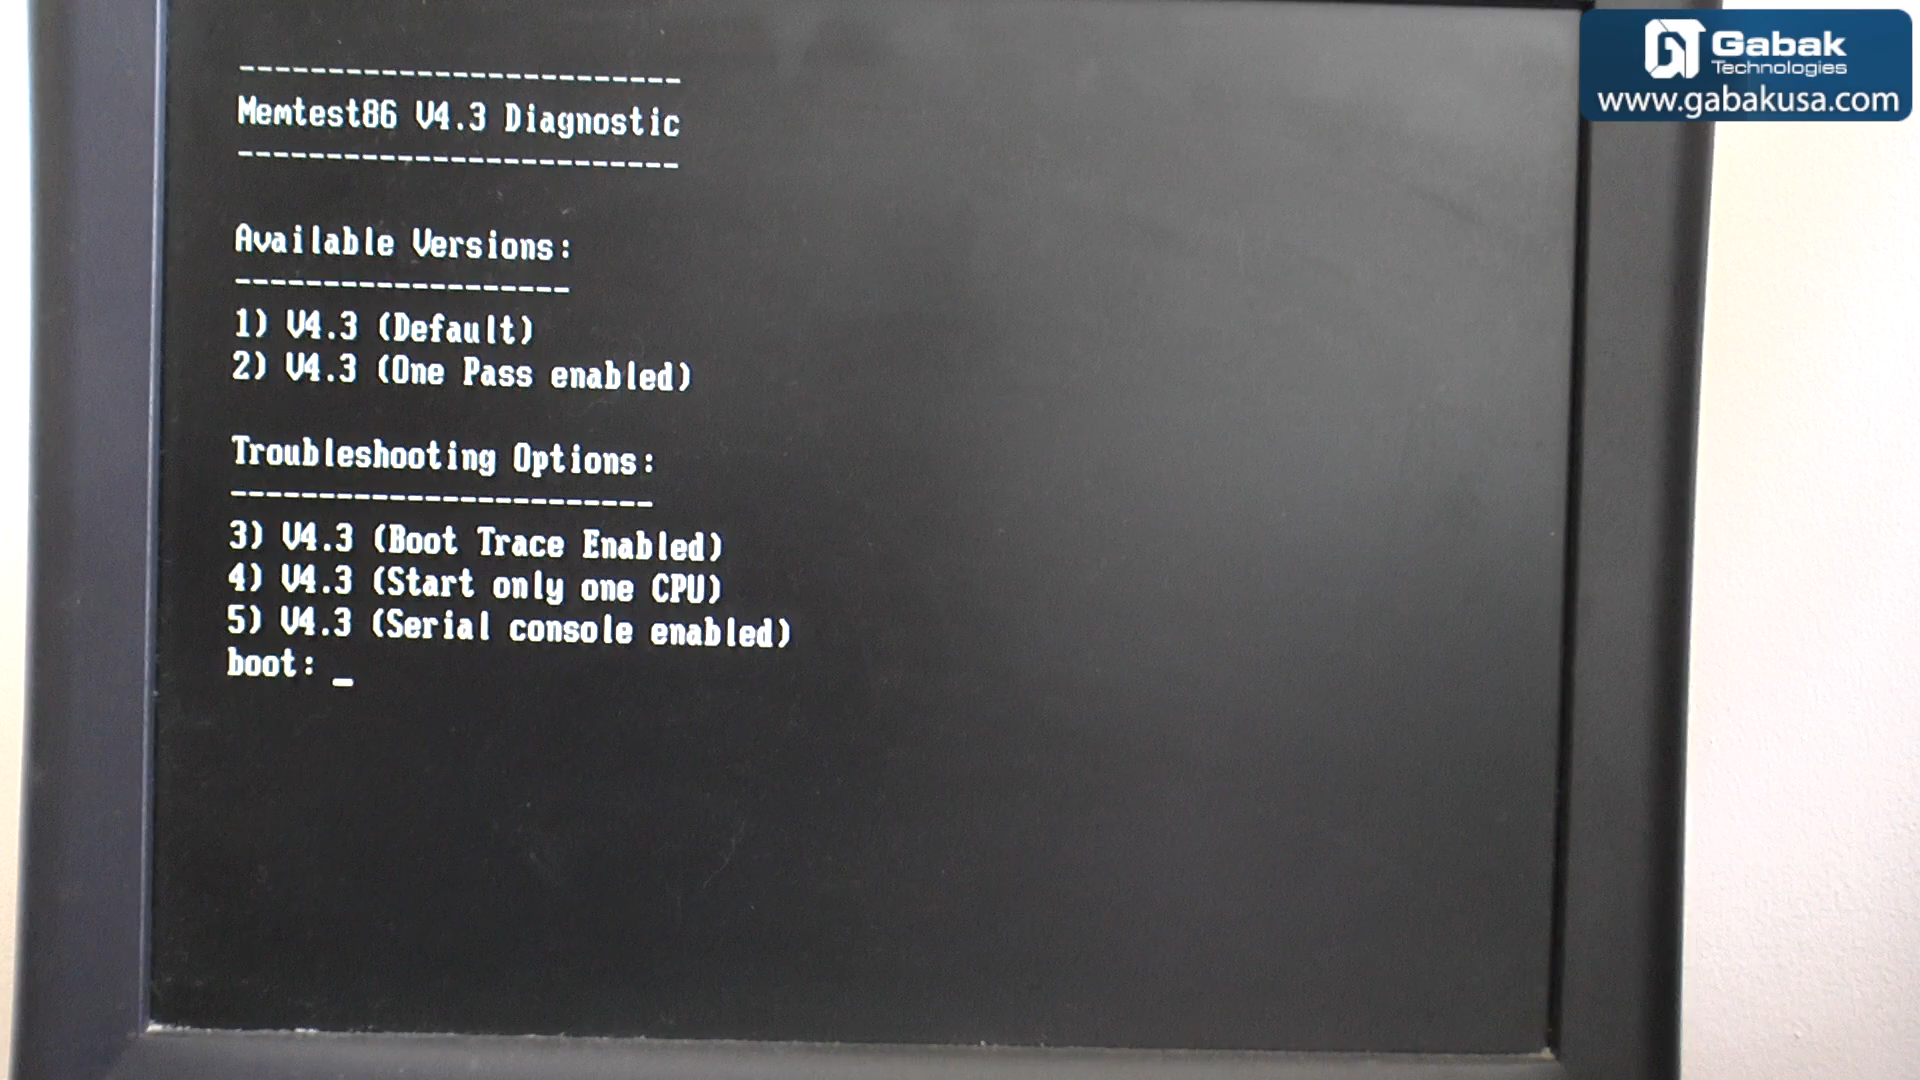 Gabak
Technologies
www.gabakusa.com
-------------------------
Memtest86 V4.3 Diagnostic
-------------------------
Available Versions:
-------------------
1) V4.3 (Default)
2) V4.3 (One Pass enabled)
Troubleshooting Options:
------------------------
3) V4.3 (Boot Trace Enabled)
4) V4.3 (Start only one CPU)
5) V4.3 (Serial console enabled)
boot: _